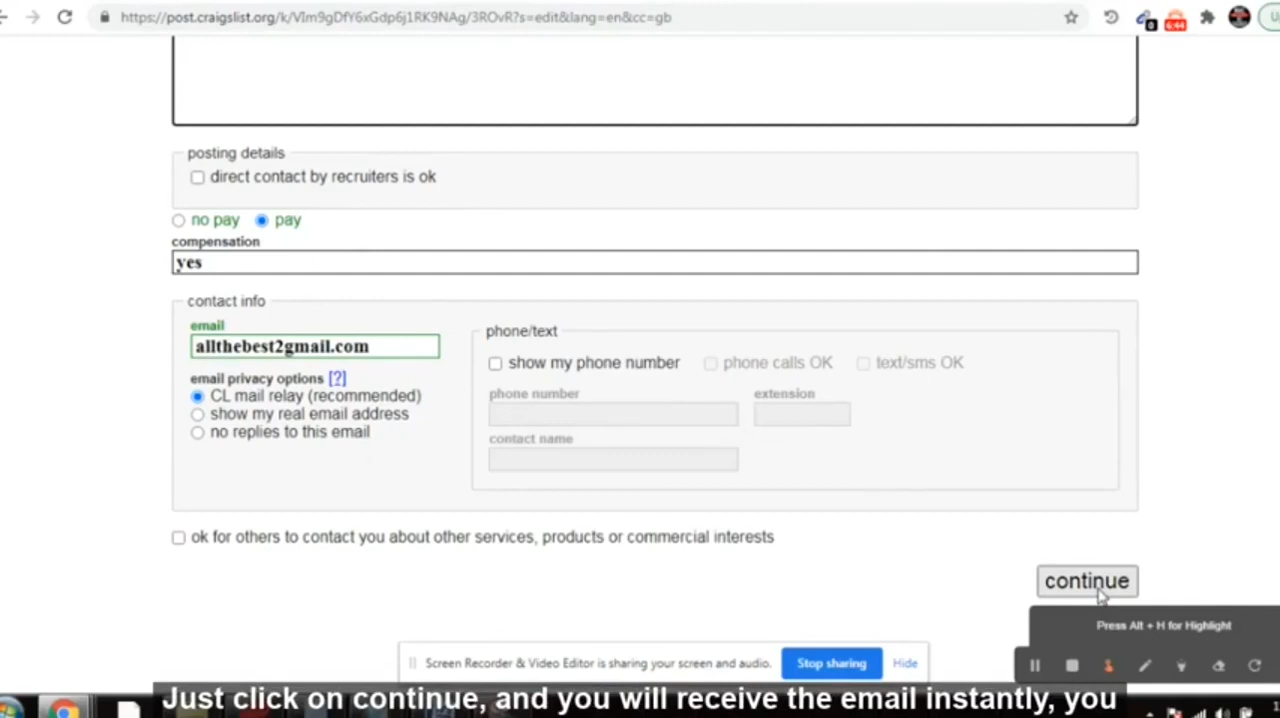 https://post.craigslist.org/k/VIm9gDfY6xGdp6j1RK9NAg/3ROvR?s=edit&lang=en&cc=gb
0
6:44
posting details
direct contact by recruiters is ok
no pay pay
compensation
yes
contact info
email
allthebest2gmail.com
email privacy options [?]
CL mail relay (recommended)
show my real email address
no replies to this email
phone/text
show my phone number phone calls OK text/sms OK
phone number extension
contact name
ok for others to contact you about other services, products or commercial interests
continue
Press Alt + H for Highlight
Screen Recorder & Video Editor is sharing your screen and audio. Stop sharing Hide
Just click on continue, and you will receive the email instantly, you